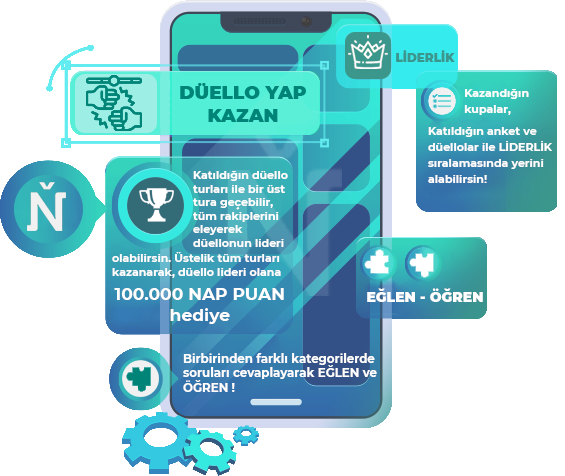 LİDERLİK
DÜELLO YAP
KAZAN
Kazandığın
kupalar,
Katıldığın anket ve
düellolar ile LİDERLİK
sıralamasında yerini
alabilirsin!
Katıldığın düello
turları ile bir üst
tura geçebilir,
tüm rakiplerini
eleyerek
düellonun lideri
olabilirsin. Üstelik tüm turları
kazanarak, düello lideri olana
100.000 NAP PUAN
hediye
Ň
EĞLEN - ÖĞREN
Birbirinden farklı kategorilerde
soruları cevaplayarak EĞLEN ve
ÖĞREN !